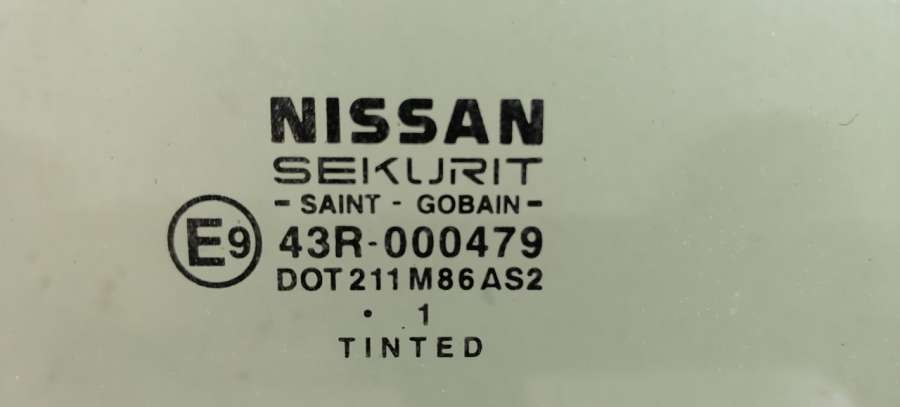 NISSAN
SEKURIT
- SAINT - GOBAIN -
E9 43R-000479
DOT 211 M86 AS2
. 1
TINTED